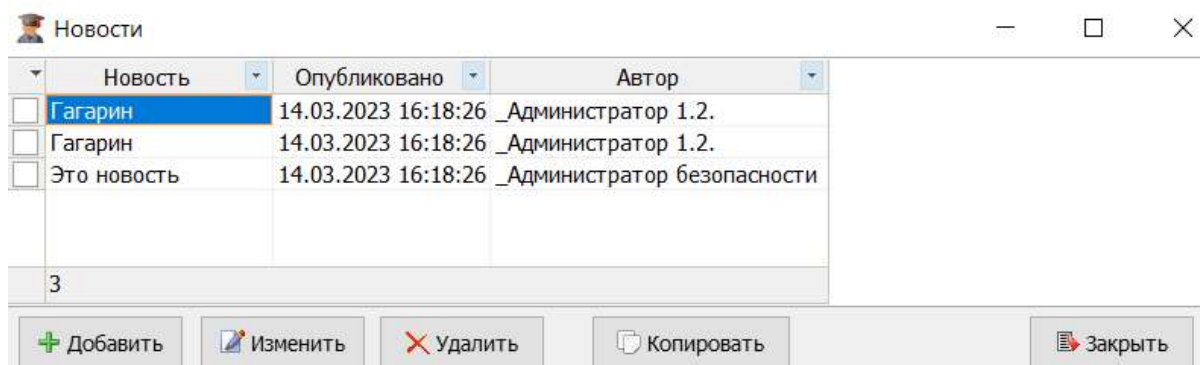 Новости
Новость Опубликовано Автор
Гагарин 14.03.2023 16:18:26 _Администратор 1.2.
Гагарин 14.03.2023 16:18:26 _Администратор 1.2.
Это новость 14.03.2023 16:18:26 _Администратор безопасности
3
Добавить Изменить Удалить Копировать Закрыть